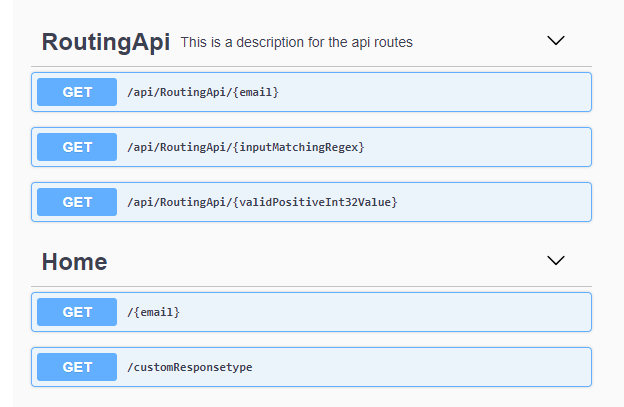 RoutingApi This is a description for the api routes
GET /api/RoutingApi/{email}
GET /api/RoutingApi/{inputMatchingRegex}
GET /api/RoutingApi/{validPositiveInt32Value}
Home
GET /{email}
GET /customResponsetype